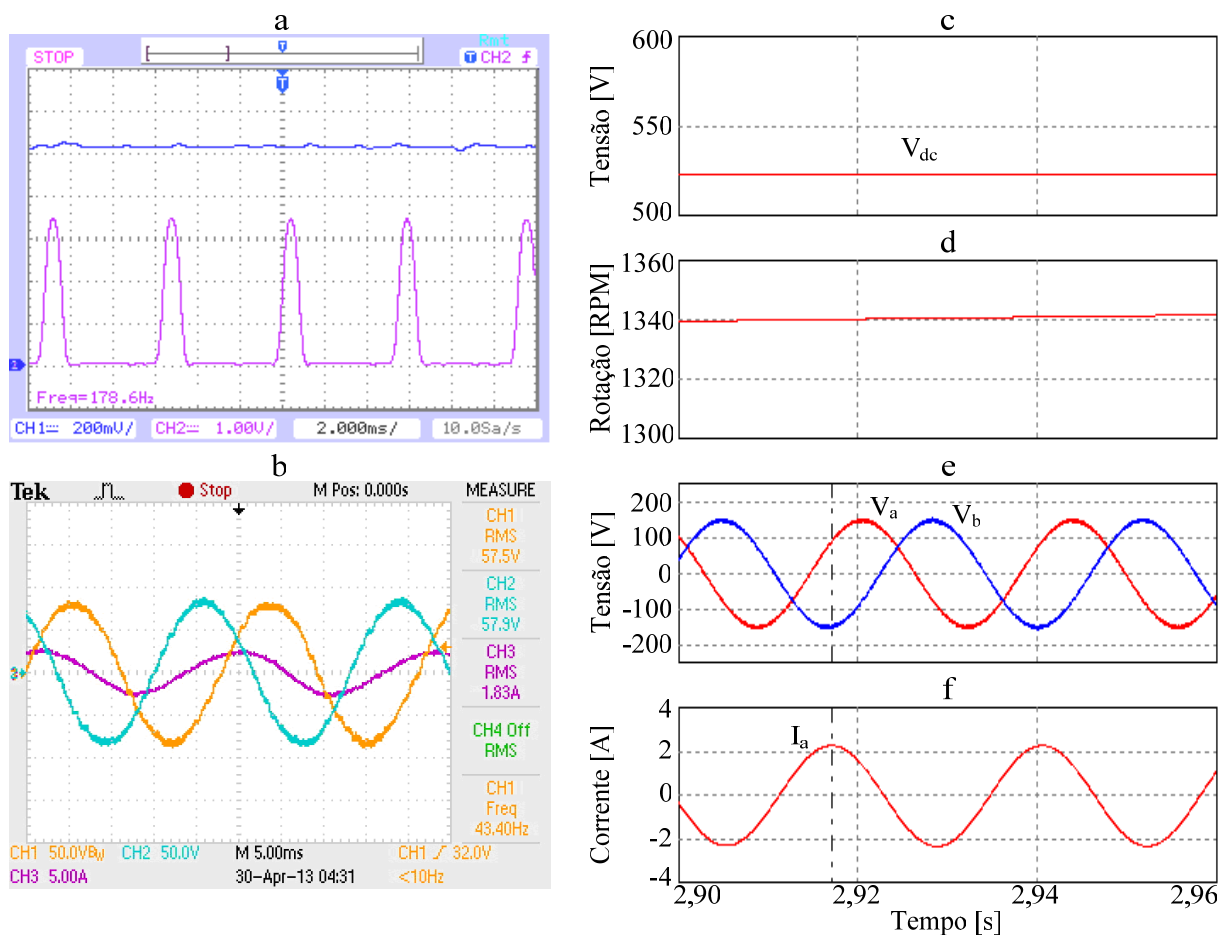 a
Rmt
STOP
T
T CH2
T
2
Freq=178.6Hz
CH1 200mV/ CH2 1.00V/ 2.000ms/ 10.0Sa/s
b
Tek Stop M Pos: 0.000s MEASURE
CH1
RMS
57.5V
CH2
RMS
57.9V
CH3
RMS
1.83A
CH4 Off
RMS
CH1
Freq
43.40Hz
CH1 50.0VBW CH2 50.0V M 5.00ms CH1 32.0V
CH3 5.00A 30-Apr-13 04:31 <10Hz
c
Tensão [V]
600
550
500
Vdc
d
Rotação [RPM]
1360
1340
1320
1300
e
Tensão [V]
200
100
0
-100
-200
Va
Vb
f
Corrente [A]
4
2
0
-2
-4
Ia
2,90 2,92 2,94 2,96
Tempo [s]